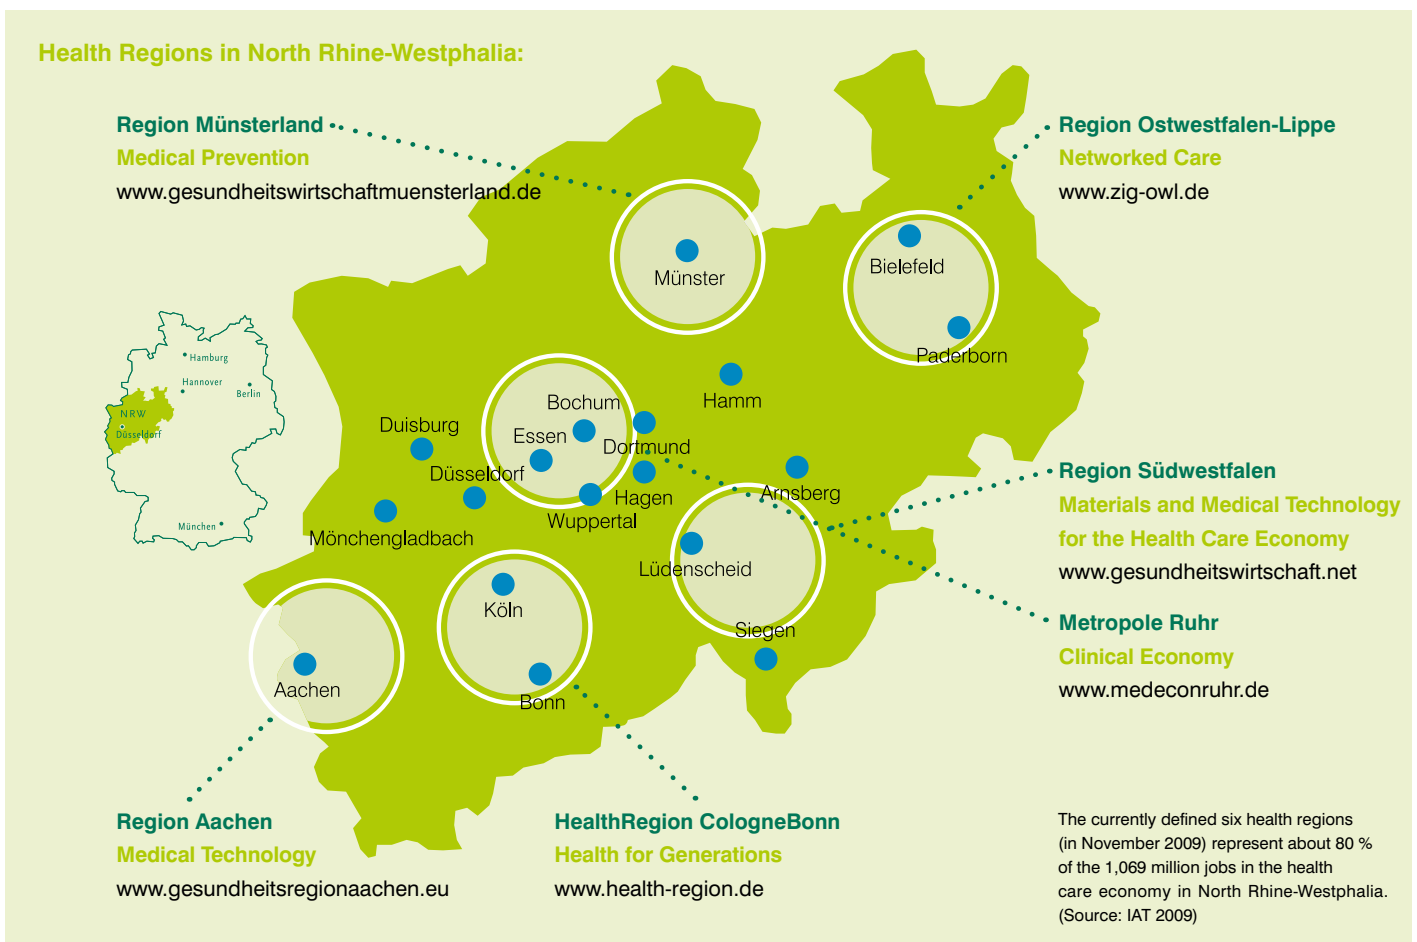 Health Regions in North Rhine-Westphalia:
Region Münsterland
Medical Prevention
www.gesundheitswirtschaftmuensterland.de
Region Ostwestfalen-Lippe
Networked Care
www.zig-owl.de
Münster
Bielefeld
Paderborn
Hamburg
Hannover
Berlin
NRW
Düsseldorf
München
Hamm
Bochum
Duisburg
Essen
Dortmund
Düsseldorf
Hagen
Arnsberg
Wuppertal
Mönchengladbach
Lüdenscheid
Köln
Siegen
Aachen
Bonn
Region Südwestfalen
Materials and Medical Technology
for the Health Care Economy
www.gesundheitswirtschaft.net
Metropole Ruhr
Clinical Economy
www.medeconruhr.de
Region Aachen
Medical Technology
www.gesundheitsregionaachen.eu
HealthRegion CologneBonn
Health for Generations
www.health-region.de
The currently defined six health regions
(in November 2009) represent about 80 %
of the 1,069 million jobs in the health
care economy in North Rhine-Westphalia.
(Source: IAT 2009)